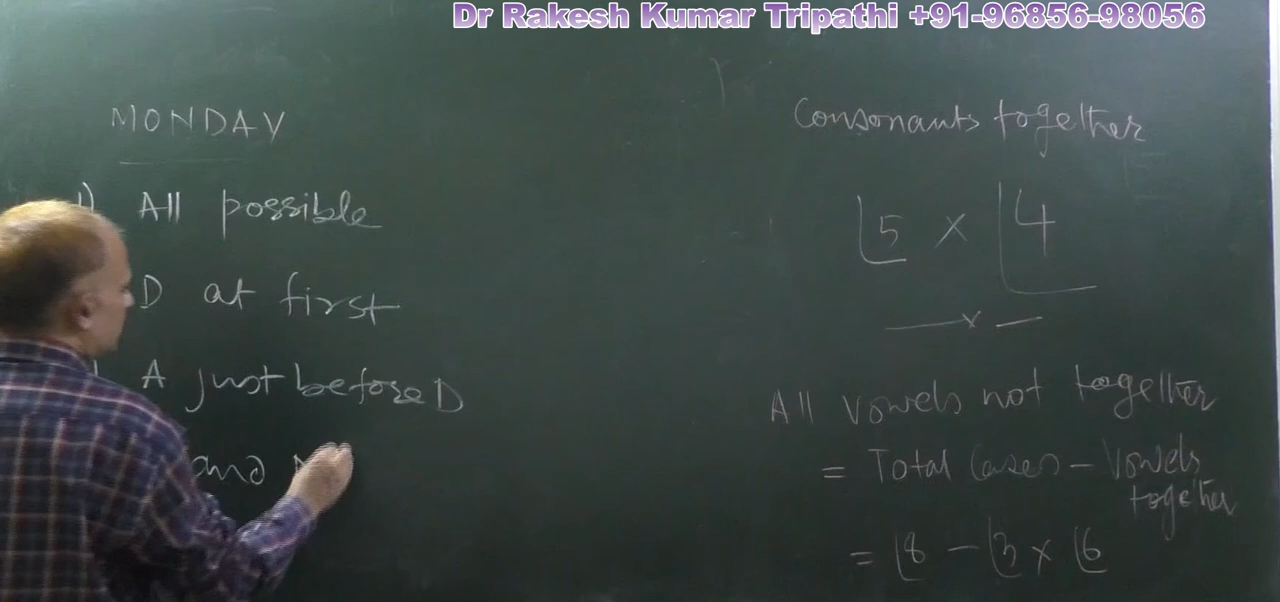 Dr Rakesh Kumar Tripathi +91-96856-98056
MONDAY
1) All possible
D at first
A just before D
and
Consonants together
⌊5 × ⌊4
All vowels not together
= Total Cases - Vowels
together
= ⌊8 - ⌊3 × ⌊6